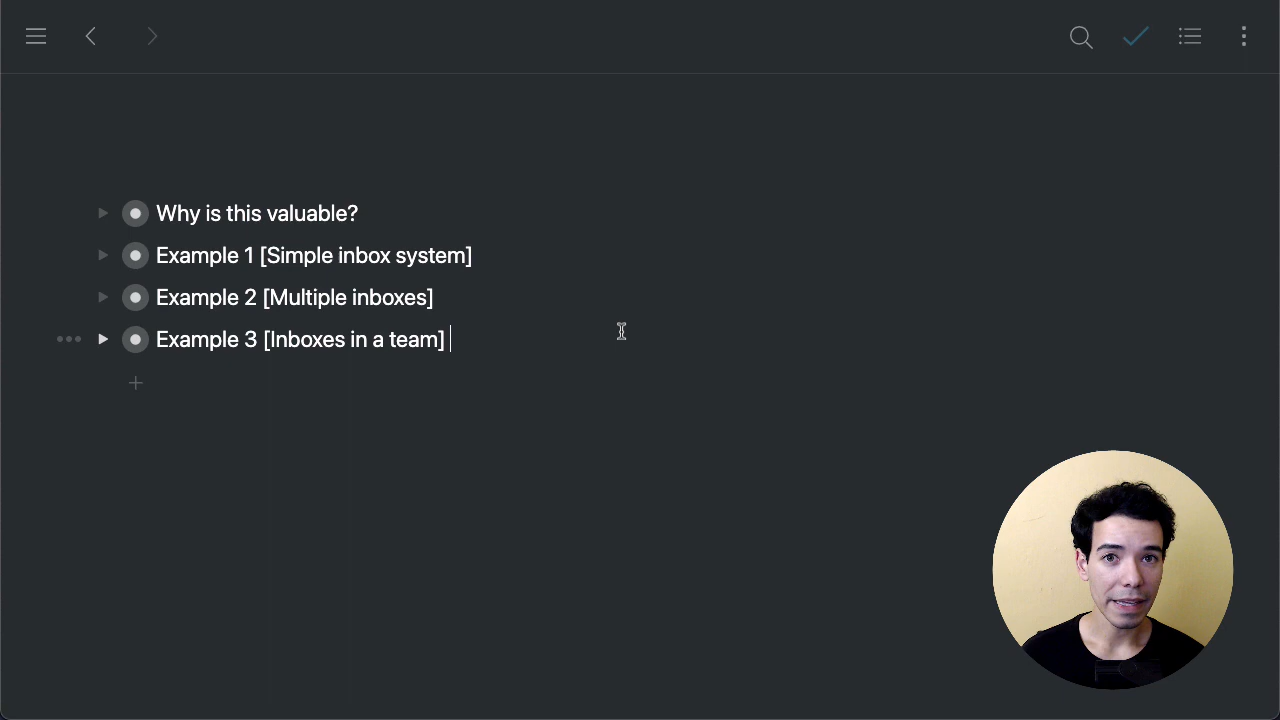 Why is this valuable?
Example 1 [Simple inbox system]
Example 2 [Multiple inboxes]
Example 3 [Inboxes in a team]